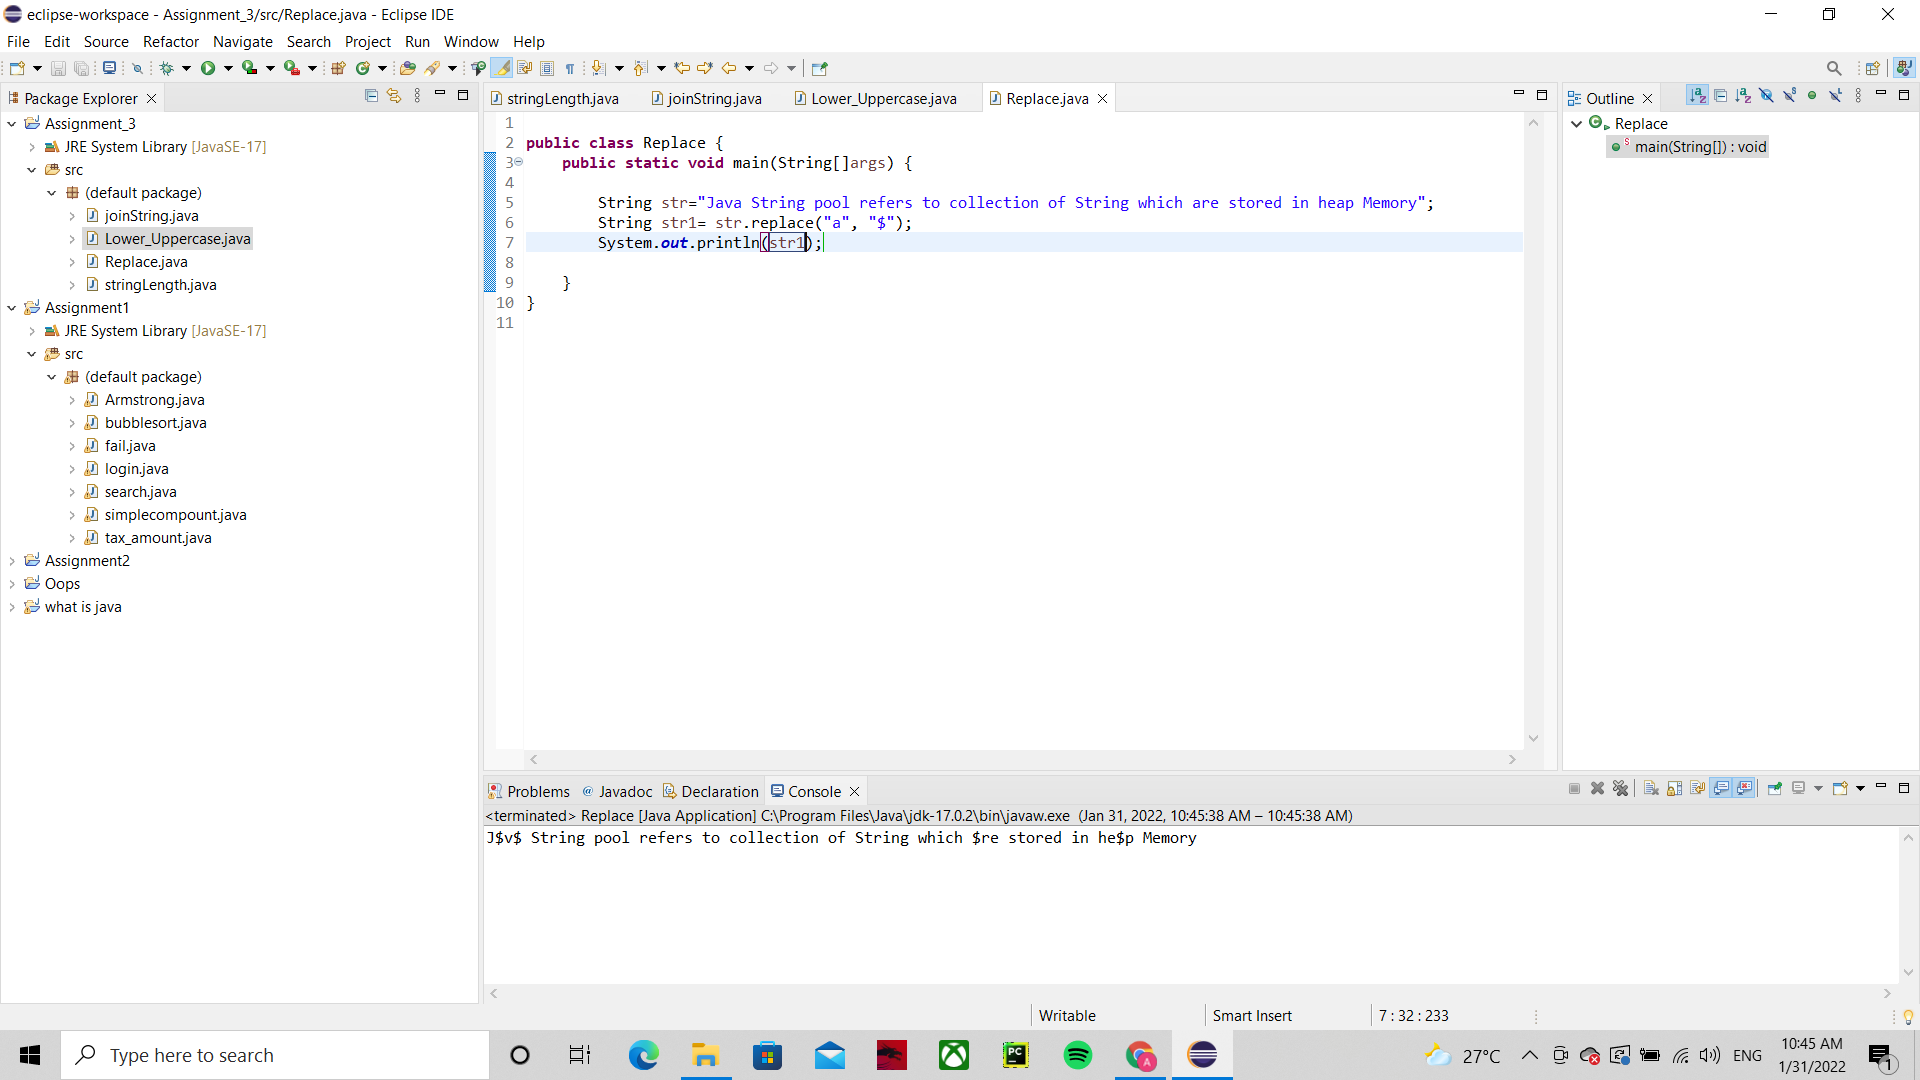 eclipse-workspace - Assignment_3/src/Replace.java - Eclipse IDE
File Edit Source Refactor Navigate Search Project Run Window Help
Package Explorer
Assignment_3
JRE System Library [JavaSE-17]
src
(default package)
joinString.java
Lower_Uppercase.java
Replace.java
stringLength.java
Assignment1
JRE System Library [JavaSE-17]
src
(default package)
Armstrong.java
bubblesort.java
fail.java
login.java
search.java
simplecompount.java
tax_amount.java
Assignment2
Oops
what is java
stringLength.java joinString.java Lower_Uppercase.java Replace.java
1
2 public class Replace {
3 public static void main(String[]args) {
4
5 String str="Java String pool refers to collection of String which are stored in heap Memory";
6 String str1= str.replace("a", "$");
7 System.out.println(str1);
8
9 }
10 }
11
Outline
Replace
main(String[]) : void
Problems @ Javadoc Declaration Console
<terminated> Replace [Java Application] C:\Program Files\Java\jdk-17.0.2\bin\javaw.exe (Jan 31, 2022, 10:45:38 AM – 10:45:38 AM)
J$v$ String pool refers to collection of String which $re stored in he$p Memory
Writable Smart Insert 7 : 32 : 233
Type here to search
PC
A
27°C
ENG
10:45 AM
1/31/2022
1